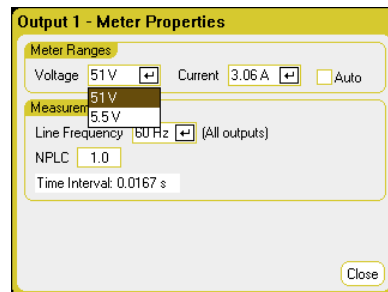 Output 1 - Meter Properties
Meter Ranges
Voltage 51 V Current 3.06 A Auto
51 V
5.5 V
Line Frequency 60 Hz (All outputs)
NPLC 1.0
Time Interval: 0.0167 s
Close